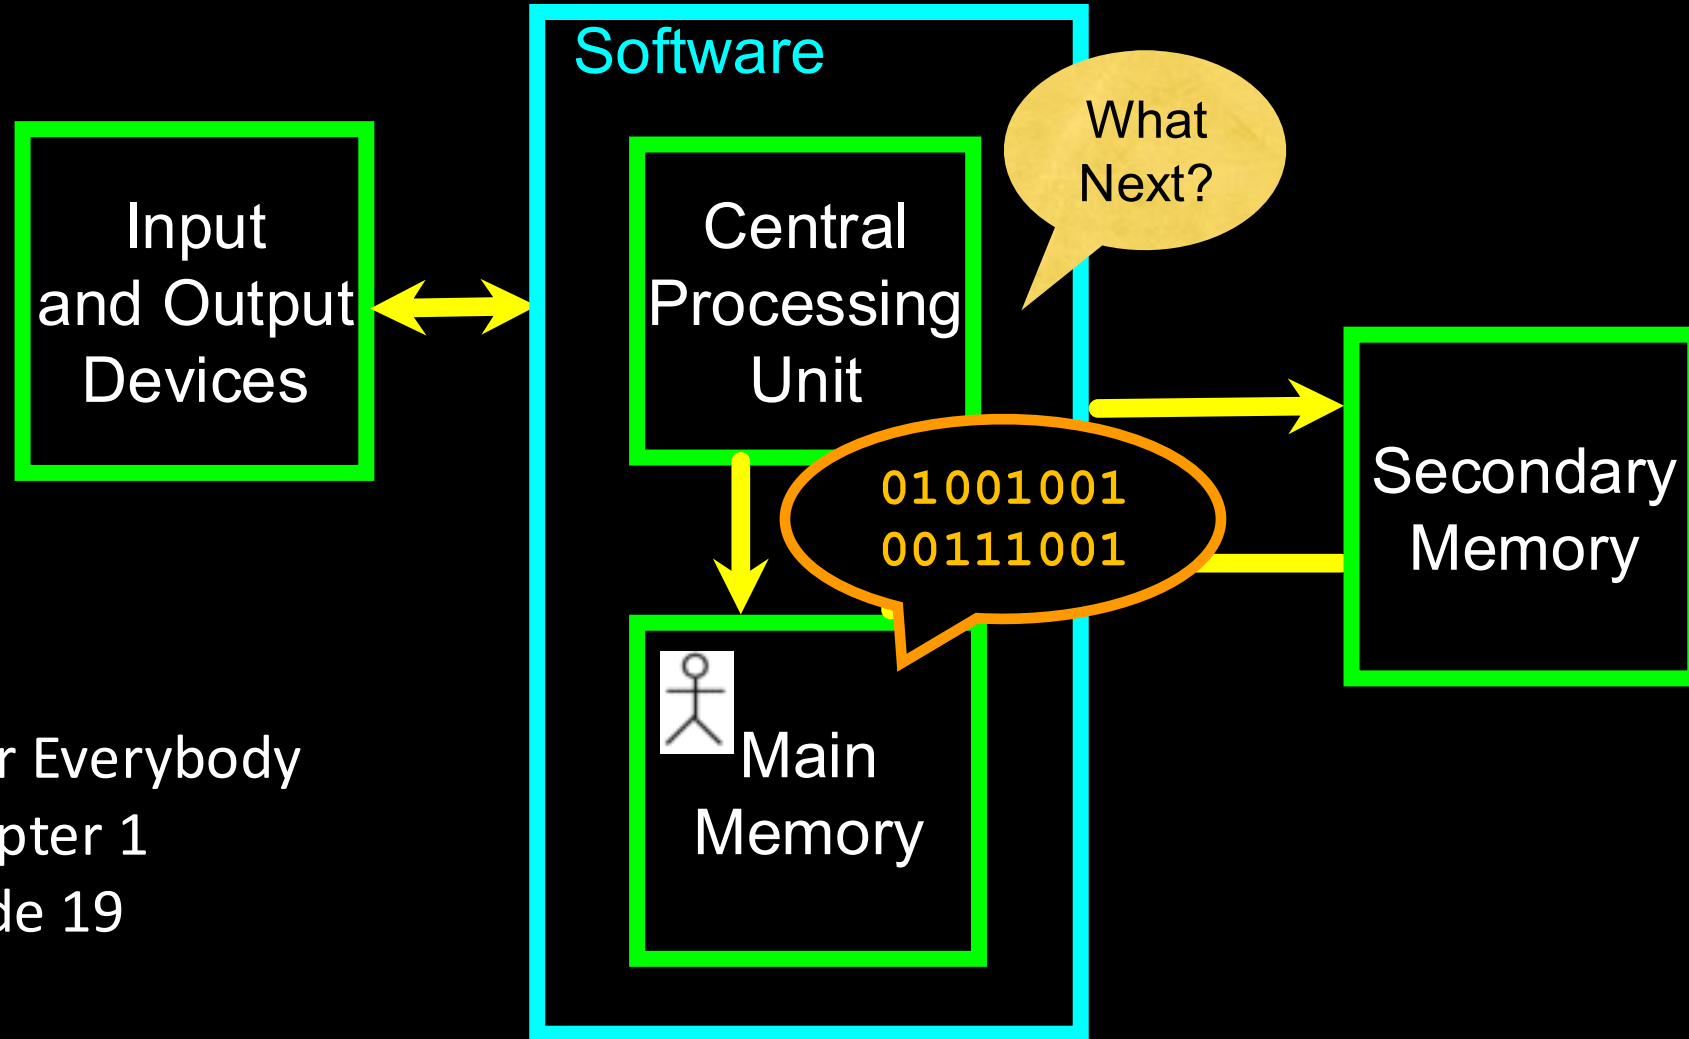 Software
What
Next?
Input
and Output
Devices
Central
Processing
Unit
01001001
00111001
Secondary
Memory
Main
Memory
r Everybody
pter 1
de 19